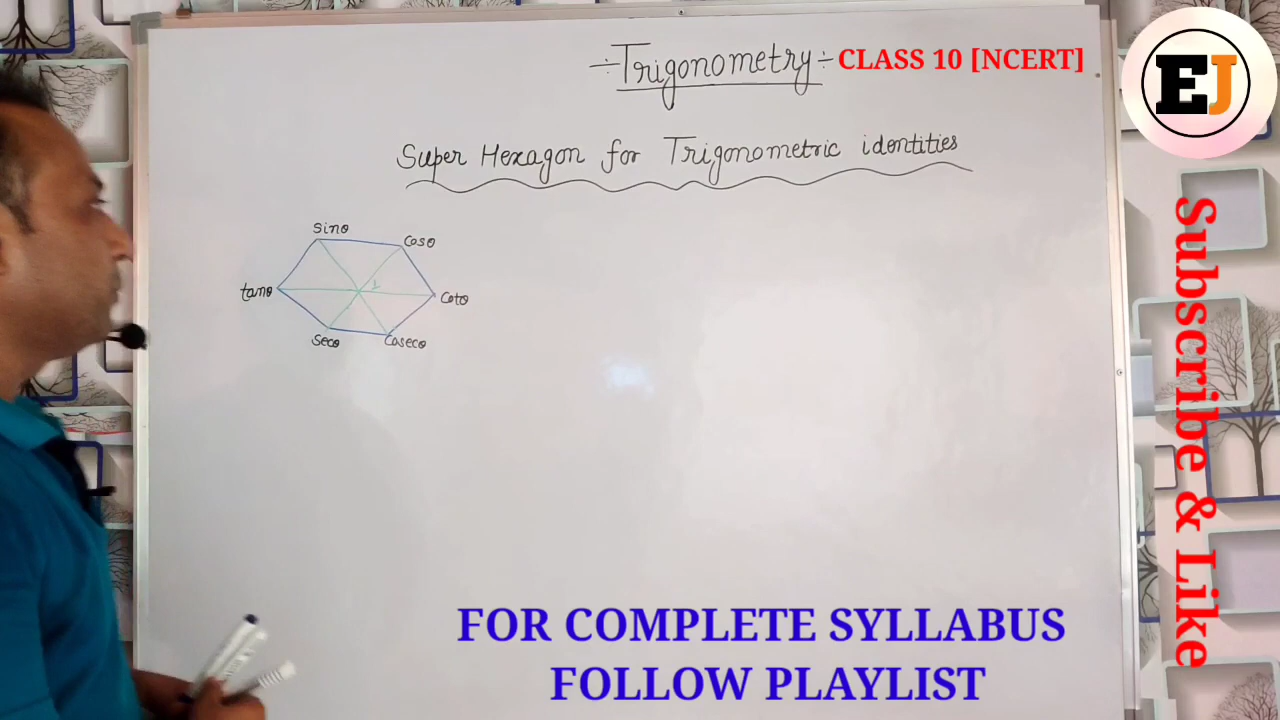 ÷Trigonometry÷ CLASS 10 [NCERT]
EJ
Super Hexagon for Trigonometric identities
Sinθ
Cosθ
tanθ
1
Cotθ
Secθ
Cosecθ
Subscribe & Like
FOR COMPLETE SYLLABUS
FOLLOW PLAYLIST